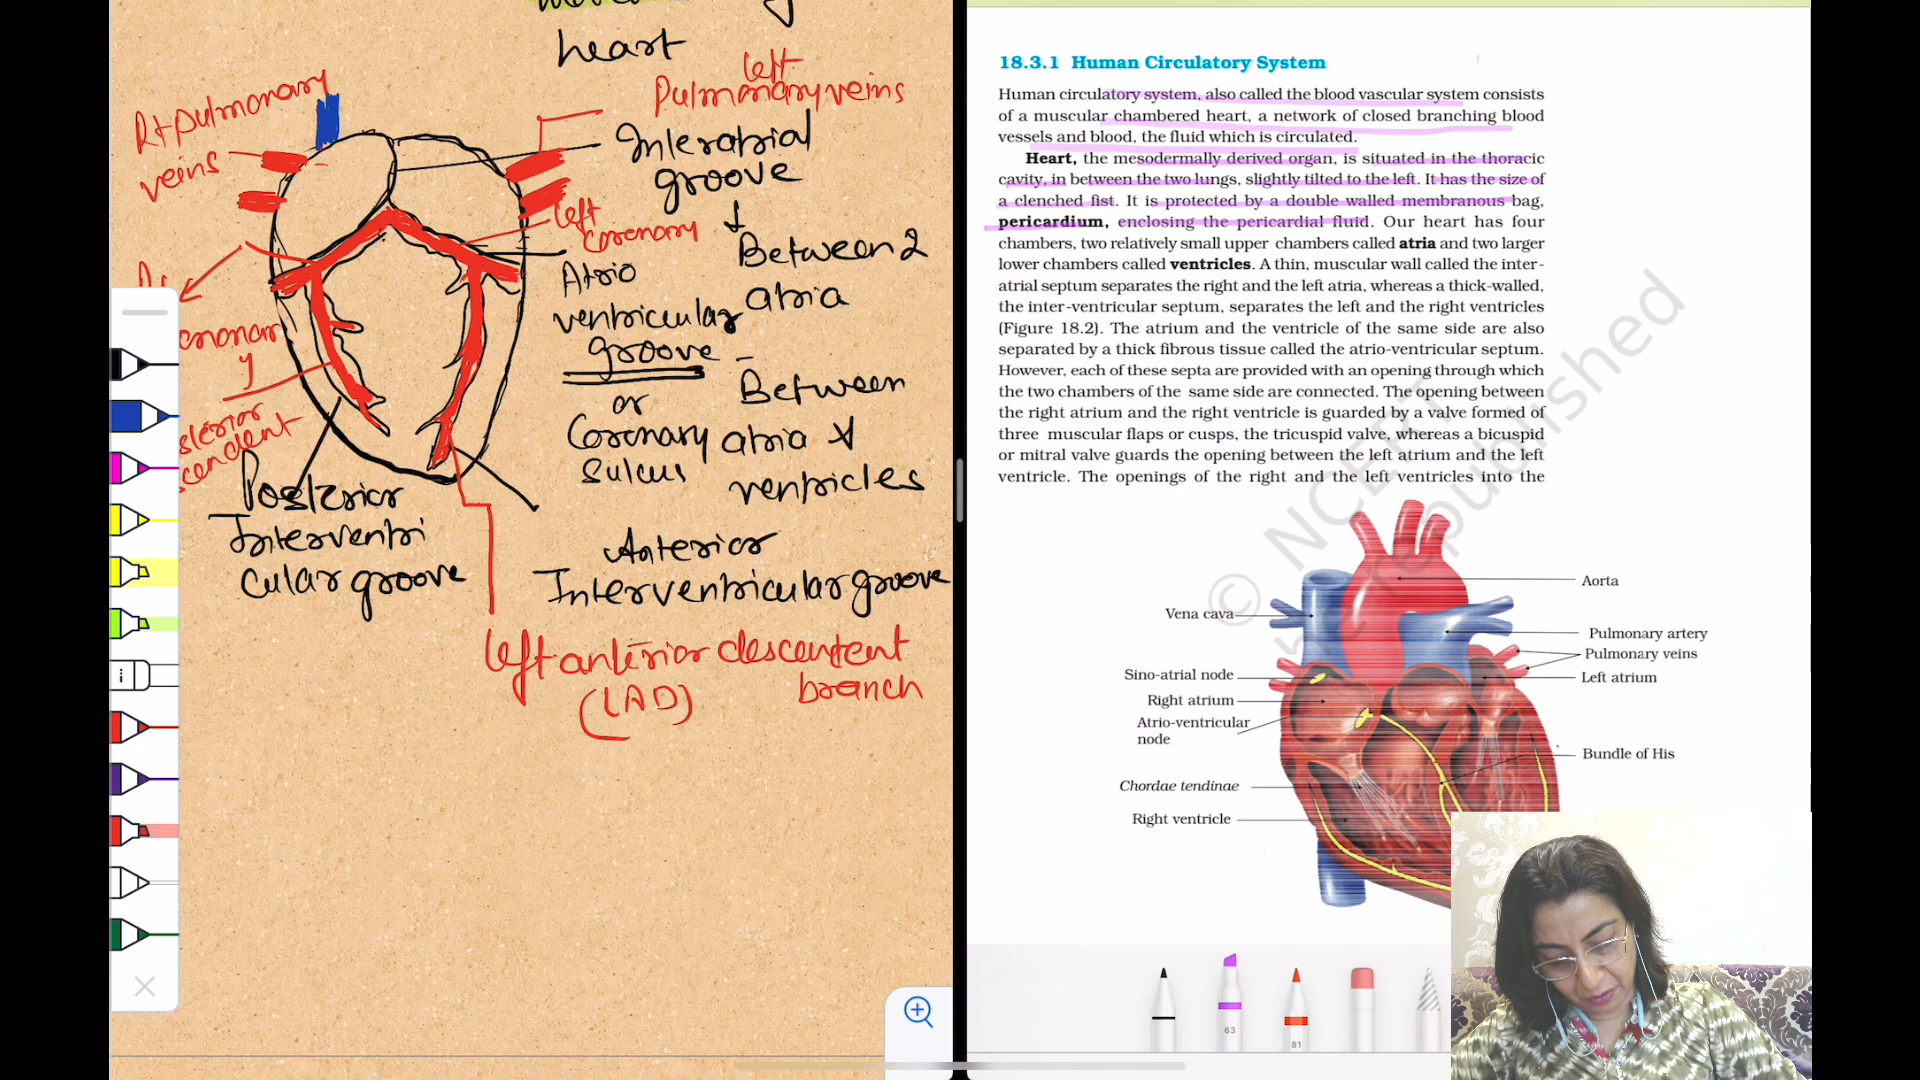 heart
left
Pulmonary veins
Rt pulmonary
veins
Interatrial
groove
left
coronary
Between 2
atria
Atrio
ventricular
groove
or
Coronary
Sulcus
Between
atria &
ventricles
Posterior
Interventri
cular groove
Anterior
Interventricular groove
left anterior descentent
branch
(LAD)
18.3.1 Human Circulatory System
Human circulatory system, also called the blood vascular system consists
of a muscular chambered heart, a network of closed branching blood
vessels and blood, the fluid which is circulated.
Heart, the mesodermally derived organ, is situated in the thoracic
cavity, in between the two lungs, slightly tilted to the left. It has the size of
a clenched fist. It is protected by a double walled membranous bag,
pericardium, enclosing the pericardial fluid. Our heart has four
chambers, two relatively small upper chambers called atria and two larger
lower chambers called ventricles. A thin, muscular wall called the inter-
atrial septum separates the right and the left atria, whereas a thick-walled,
the inter-ventricular septum, separates the left and the right ventricles
(Figure 18.2). The atrium and the ventricle of the same side are also
separated by a thick fibrous tissue called the atrio-ventricular septum.
However, each of these septa are provided with an opening through which
the two chambers of the same side are connected. The opening between
the right atrium and the right ventricle is guarded by a valve formed of
three muscular flaps or cusps, the tricuspid valve, whereas a bicuspid
or mitral valve guards the opening between the left atrium and the left
ventricle. The openings of the right and the left ventricles into the
© NCERT
republished
Aorta
Vena cava
Pulmonary artery
Pulmonary veins
Sino-atrial node
Left atrium
Right atrium
Atrio-ventricular
node
Bundle of His
Chordae tendinae
Right ventricle
63
81